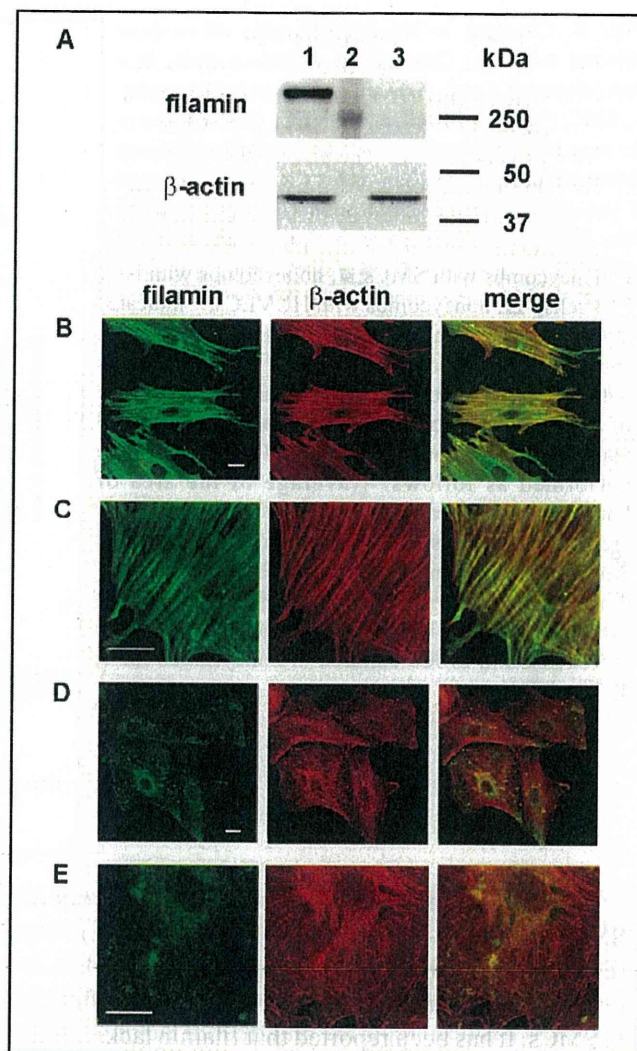 A
1 2 3 kDa
filamin
250
β-actin
50
37
filamin β-actin merge
B
C
D
E